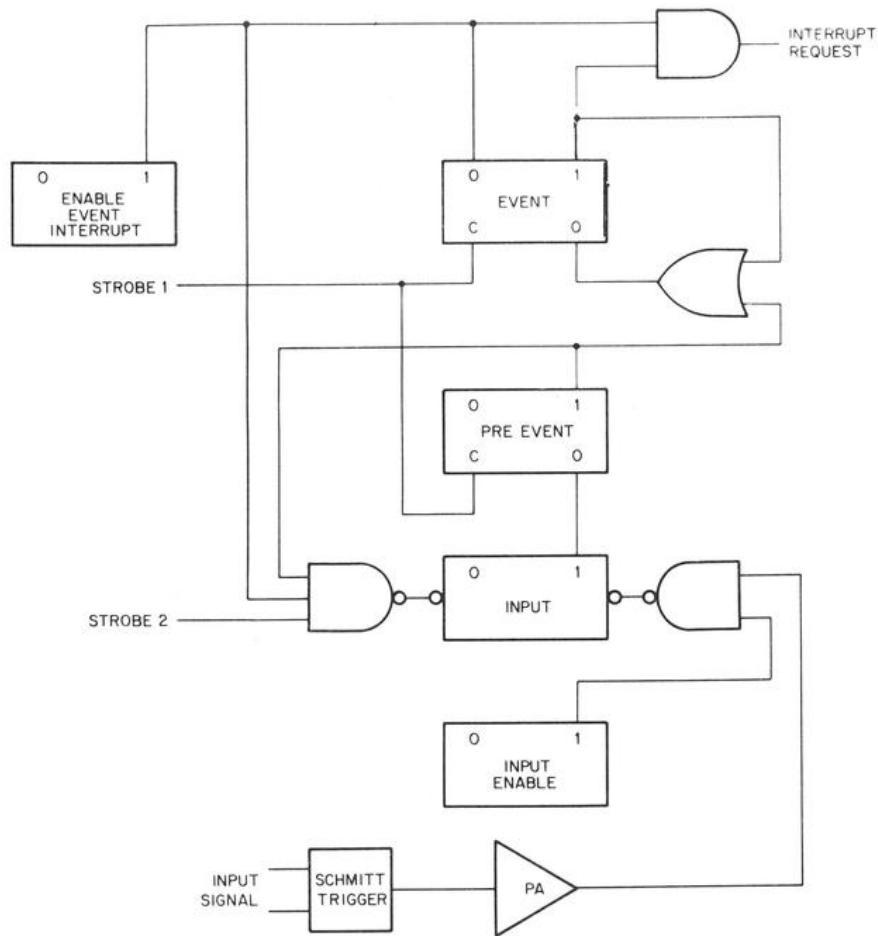 INTERRUPT
REQUEST
0 1
ENABLE
EVENT
INTERRUPT
0 1
EVENT
C 0
STROBE 1
0 1
PRE EVENT
C 0
0 1
INPUT
STROBE 2
0 1
INPUT
ENABLE
INPUT
SIGNAL
SCHMITT
TRIGGER
PA